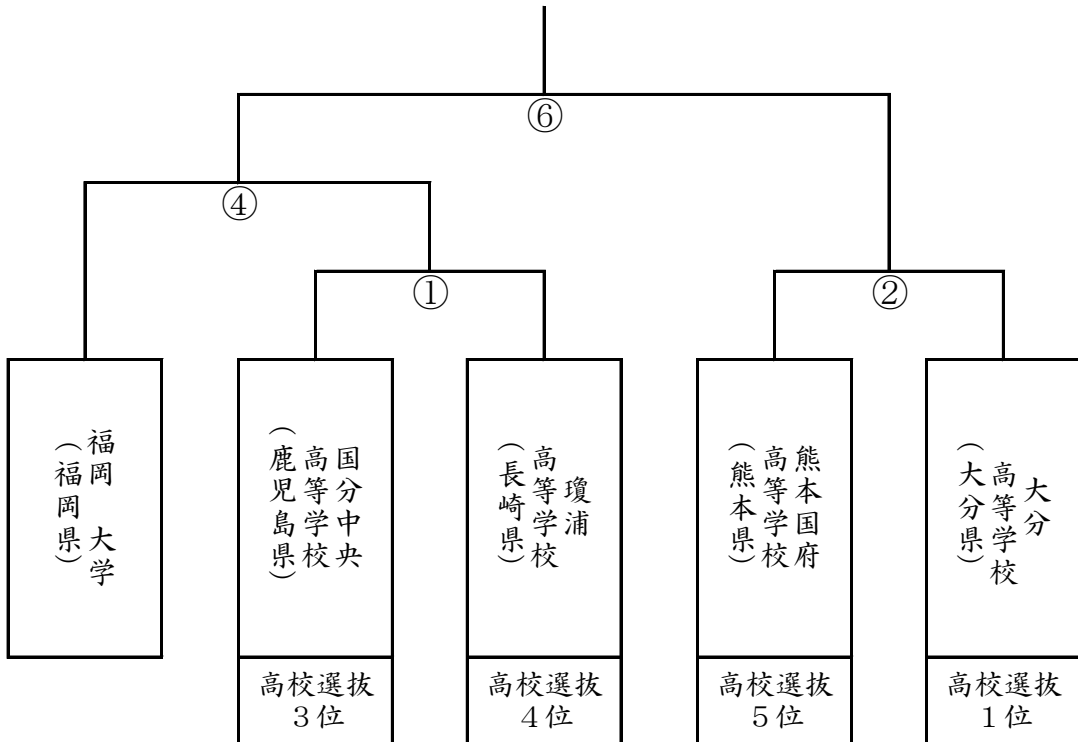 ⑥
④
①
②
福岡 大学
(福岡県)
国分中央
高等学校
(鹿児島県)
瓊浦
高等学校
(長崎県)
熊本国府
高等学校
(熊本県)
大分
高等学校
(大分県)
高校選抜
3位
高校選抜
4位
高校選抜
5位
高校選抜
1位